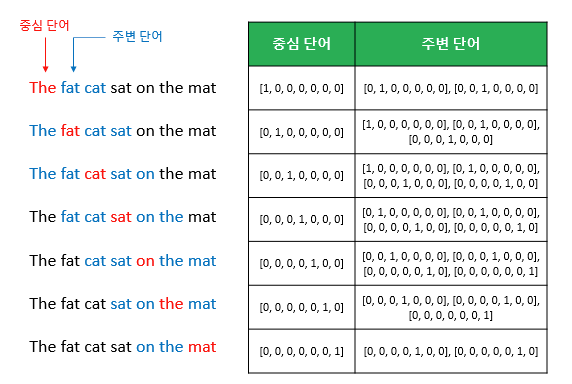 중심 단어
주변 단어
The fat cat sat on the mat
The fat cat sat on the mat
The fat cat sat on the mat
The fat cat sat on the mat
The fat cat sat on the mat
The fat cat sat on the mat
The fat cat sat on the mat
중심 단어 주변 단어
[1, 0, 0, 0, 0, 0, 0] [0, 1, 0, 0, 0, 0, 0], [0, 0, 1, 0, 0, 0, 0]
[0, 1, 0, 0, 0, 0, 0] [1, 0, 0, 0, 0, 0, 0], [0, 0, 1, 0, 0, 0, 0],
[0, 0, 0, 1, 0, 0, 0]
[0, 0, 1, 0, 0, 0, 0] [1, 0, 0, 0, 0, 0, 0], [0, 1, 0, 0, 0, 0, 0],
[0, 0, 0, 1, 0, 0, 0], [0, 0, 0, 0, 1, 0, 0]
[0, 0, 0, 1, 0, 0, 0] [0, 1, 0, 0, 0, 0, 0], [0, 0, 1, 0, 0, 0, 0],
[0, 0, 0, 0, 1, 0, 0], [0, 0, 0, 0, 0, 1, 0]
[0, 0, 0, 0, 1, 0, 0] [0, 0, 1, 0, 0, 0, 0], [0, 0, 0, 1, 0, 0, 0],
[0, 0, 0, 0, 0, 1, 0], [0, 0, 0, 0, 0, 0, 1]
[0, 0, 0, 0, 0, 1, 0] [0, 0, 0, 1, 0, 0, 0], [0, 0, 0, 0, 1, 0, 0],
[0, 0, 0, 0, 0, 0, 1]
[0, 0, 0, 0, 0, 0, 1] [0, 0, 0, 0, 1, 0, 0], [0, 0, 0, 0, 0, 1, 0]